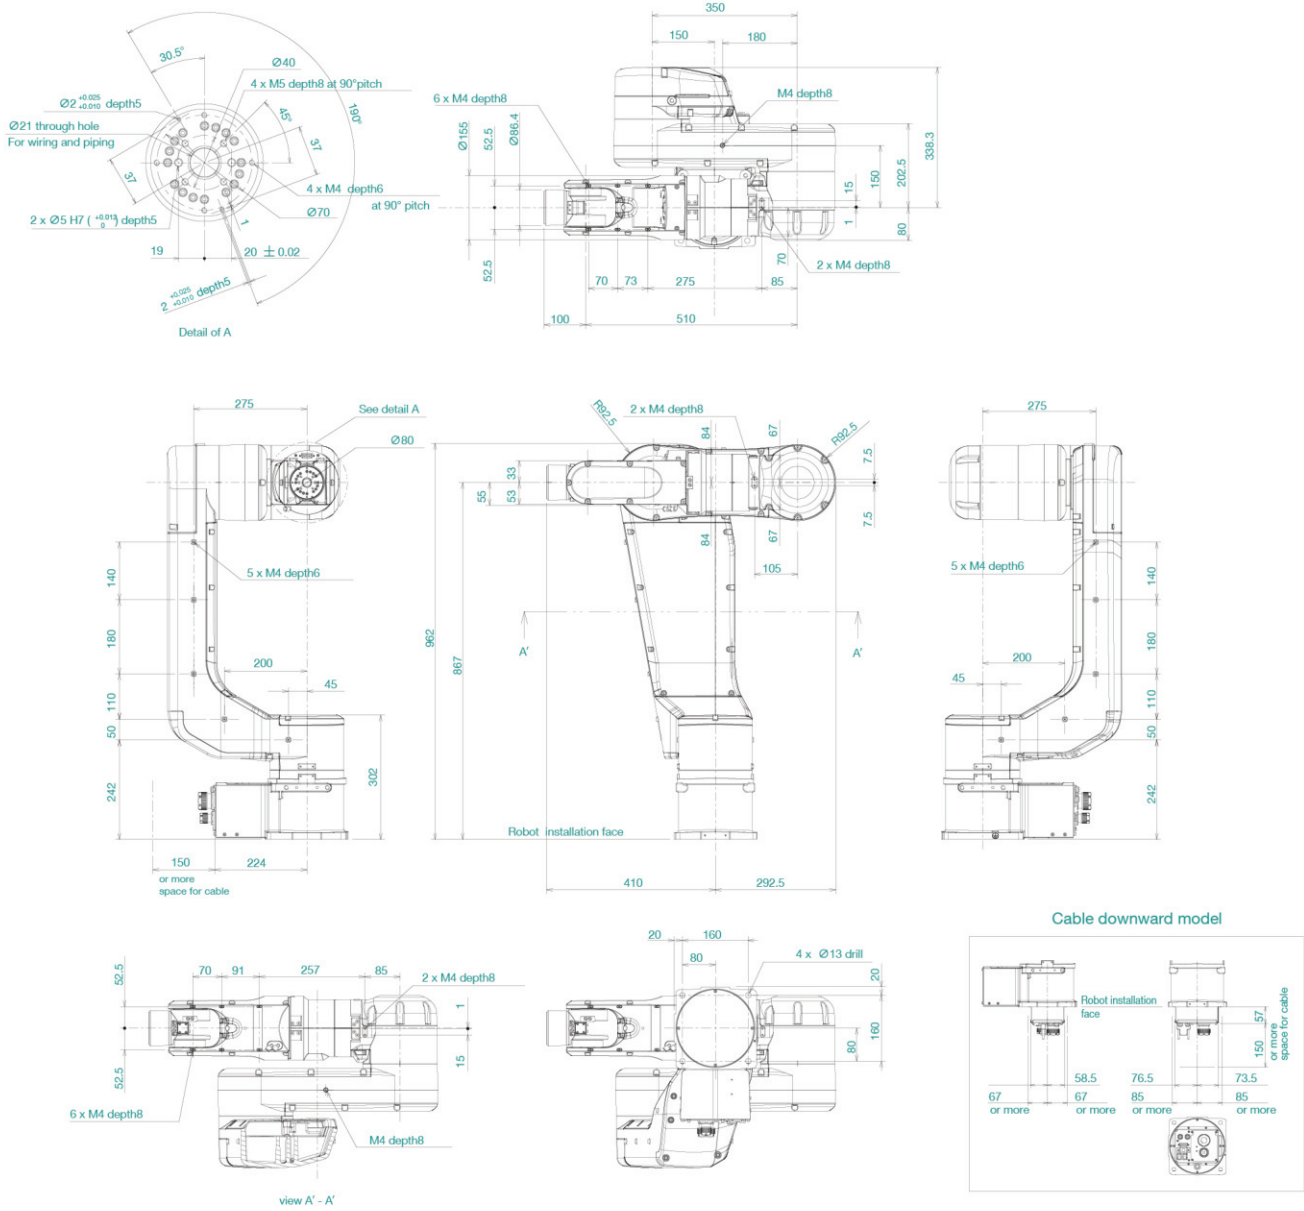 30.5°
Ø40
4 x M5 depth8 at 90°pitch
Ø2 +0.025 +0.010 depth5
Ø21 through hole
For wiring and piping
190°
45°
37
37
4 x M4 depth6
at 90° pitch
2 x Ø5 H7 ( +0.012 0 ) depth5
Ø70
1
19
20 ± 0.02
2 +0.025 +0.010 depth5
Detail of A
350
150
180
6 x M4 depth8
M4 depth8
Ø155
52.5
Ø86.4
338.3
202.5
150
15
1
80
70
52.5
2 x M4 depth8
70
73
275
85
100
510
275
See detail A
Ø80
5 x M4 depth6
140
180
200
45
110
50
242
302
150
224
or more
space for cable
R92.5
2 x M4 depth8
84
67
R92.5
7.5
33
55
53
7.5
84
67
105
962
867
A'
A'
Robot installation face
410
292.5
275
5 x M4 depth6
140
180
200
45
110
50
242
52.5
70
91
257
85
2 x M4 depth8
1
15
52.5
6 x M4 depth8
M4 depth8
view A' - A'
20
160
80
4 x Ø13 drill
20
160
80
Cable downward model
Robot installation
face
57
150
or more
space for cable
58.5
76.5
73.5
67
or more
67
or more
85
or more
85
or more